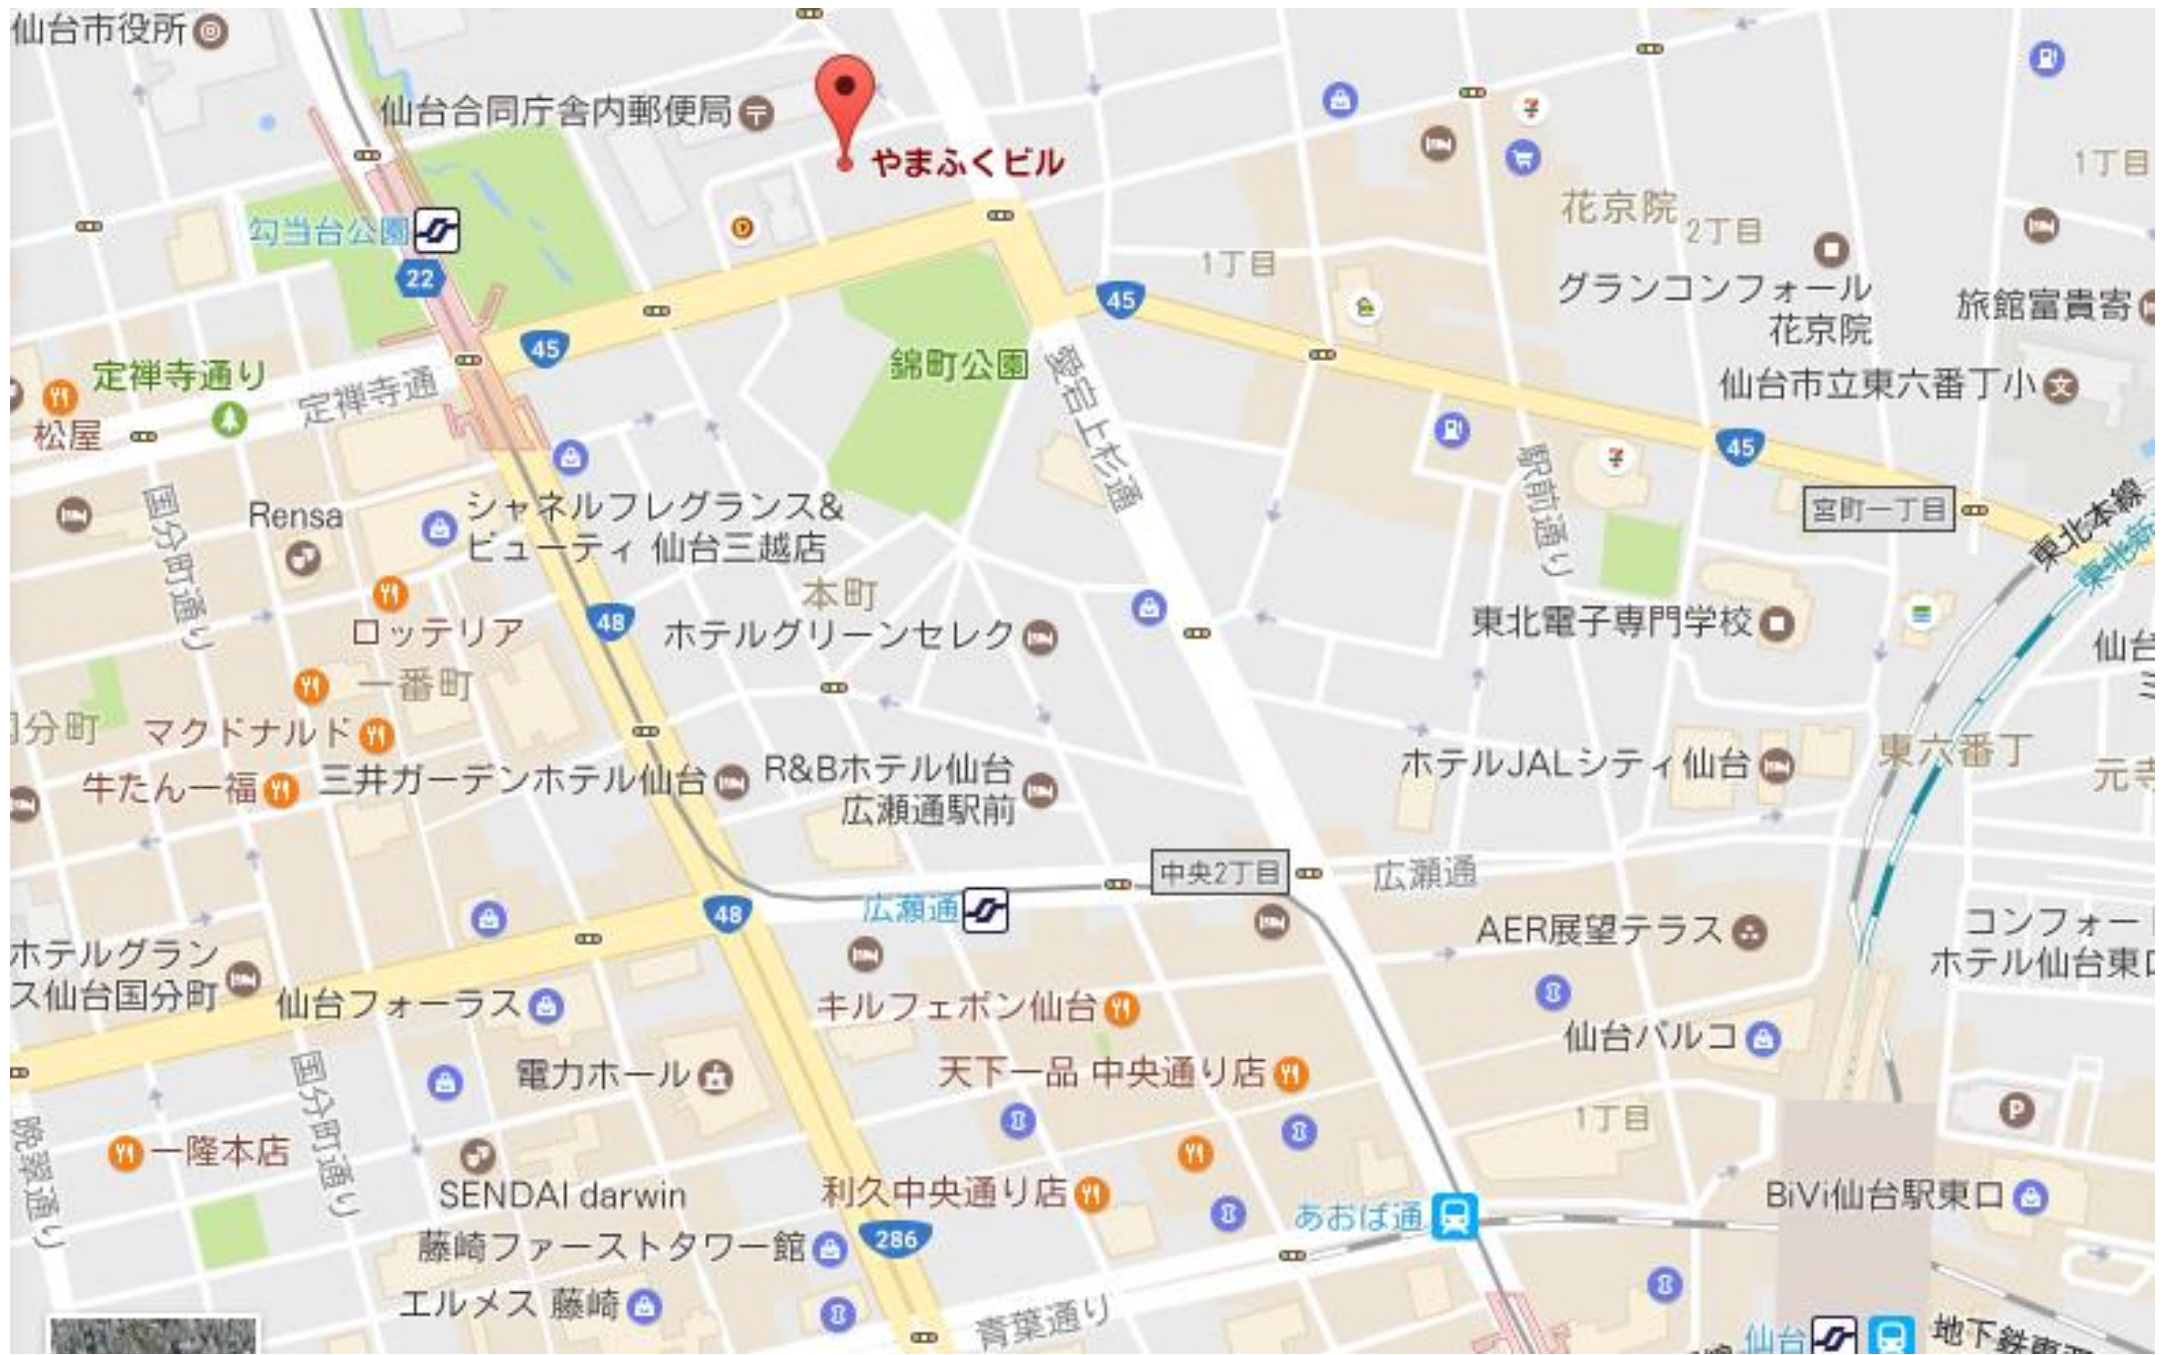 仙台市役所
仙台合同庁舎内郵便局
やまふくビル
勾当台公園
22
花京院
2丁目
1丁目
1丁目
グランコンフォール
花京院
旅館富貴寄
45
45
錦町公園
愛宕上杉通
定禅寺通り
定禅寺通
松屋
仙台市立東六番丁小
45
宮町一丁目
駅前通り
東北本線
国分町通り
Rensa
シャネルフレグランス&
ビューティ 仙台三越店
本町
ロッテリア
48
ホテルグリーンセレク
東北電子専門学校
仙台
一番町
分町
マクドナルド
牛たん一福
三井ガーデンホテル仙台
R&Bホテル仙台
広瀬通駅前
ホテルJALシティ仙台
東六番丁
元寺
中央2丁目
広瀬通
48
広瀬通
AER展望テラス
コンフォート
ホテル仙台東口
ホテルグラン
ス仙台国分町
仙台フォーラス
キルフェボン仙台
仙台パルコ
電力ホール
天下一品 中央通り店
国分町通り
晩翠通り
1丁目
P
一隆本店
SENDAI darwin
利久中央通り店
あおば通
BiVi仙台駅東口
藤崎ファーストタワー館
286
エルメス 藤崎
青葉通り
仙台
地下鉄東西